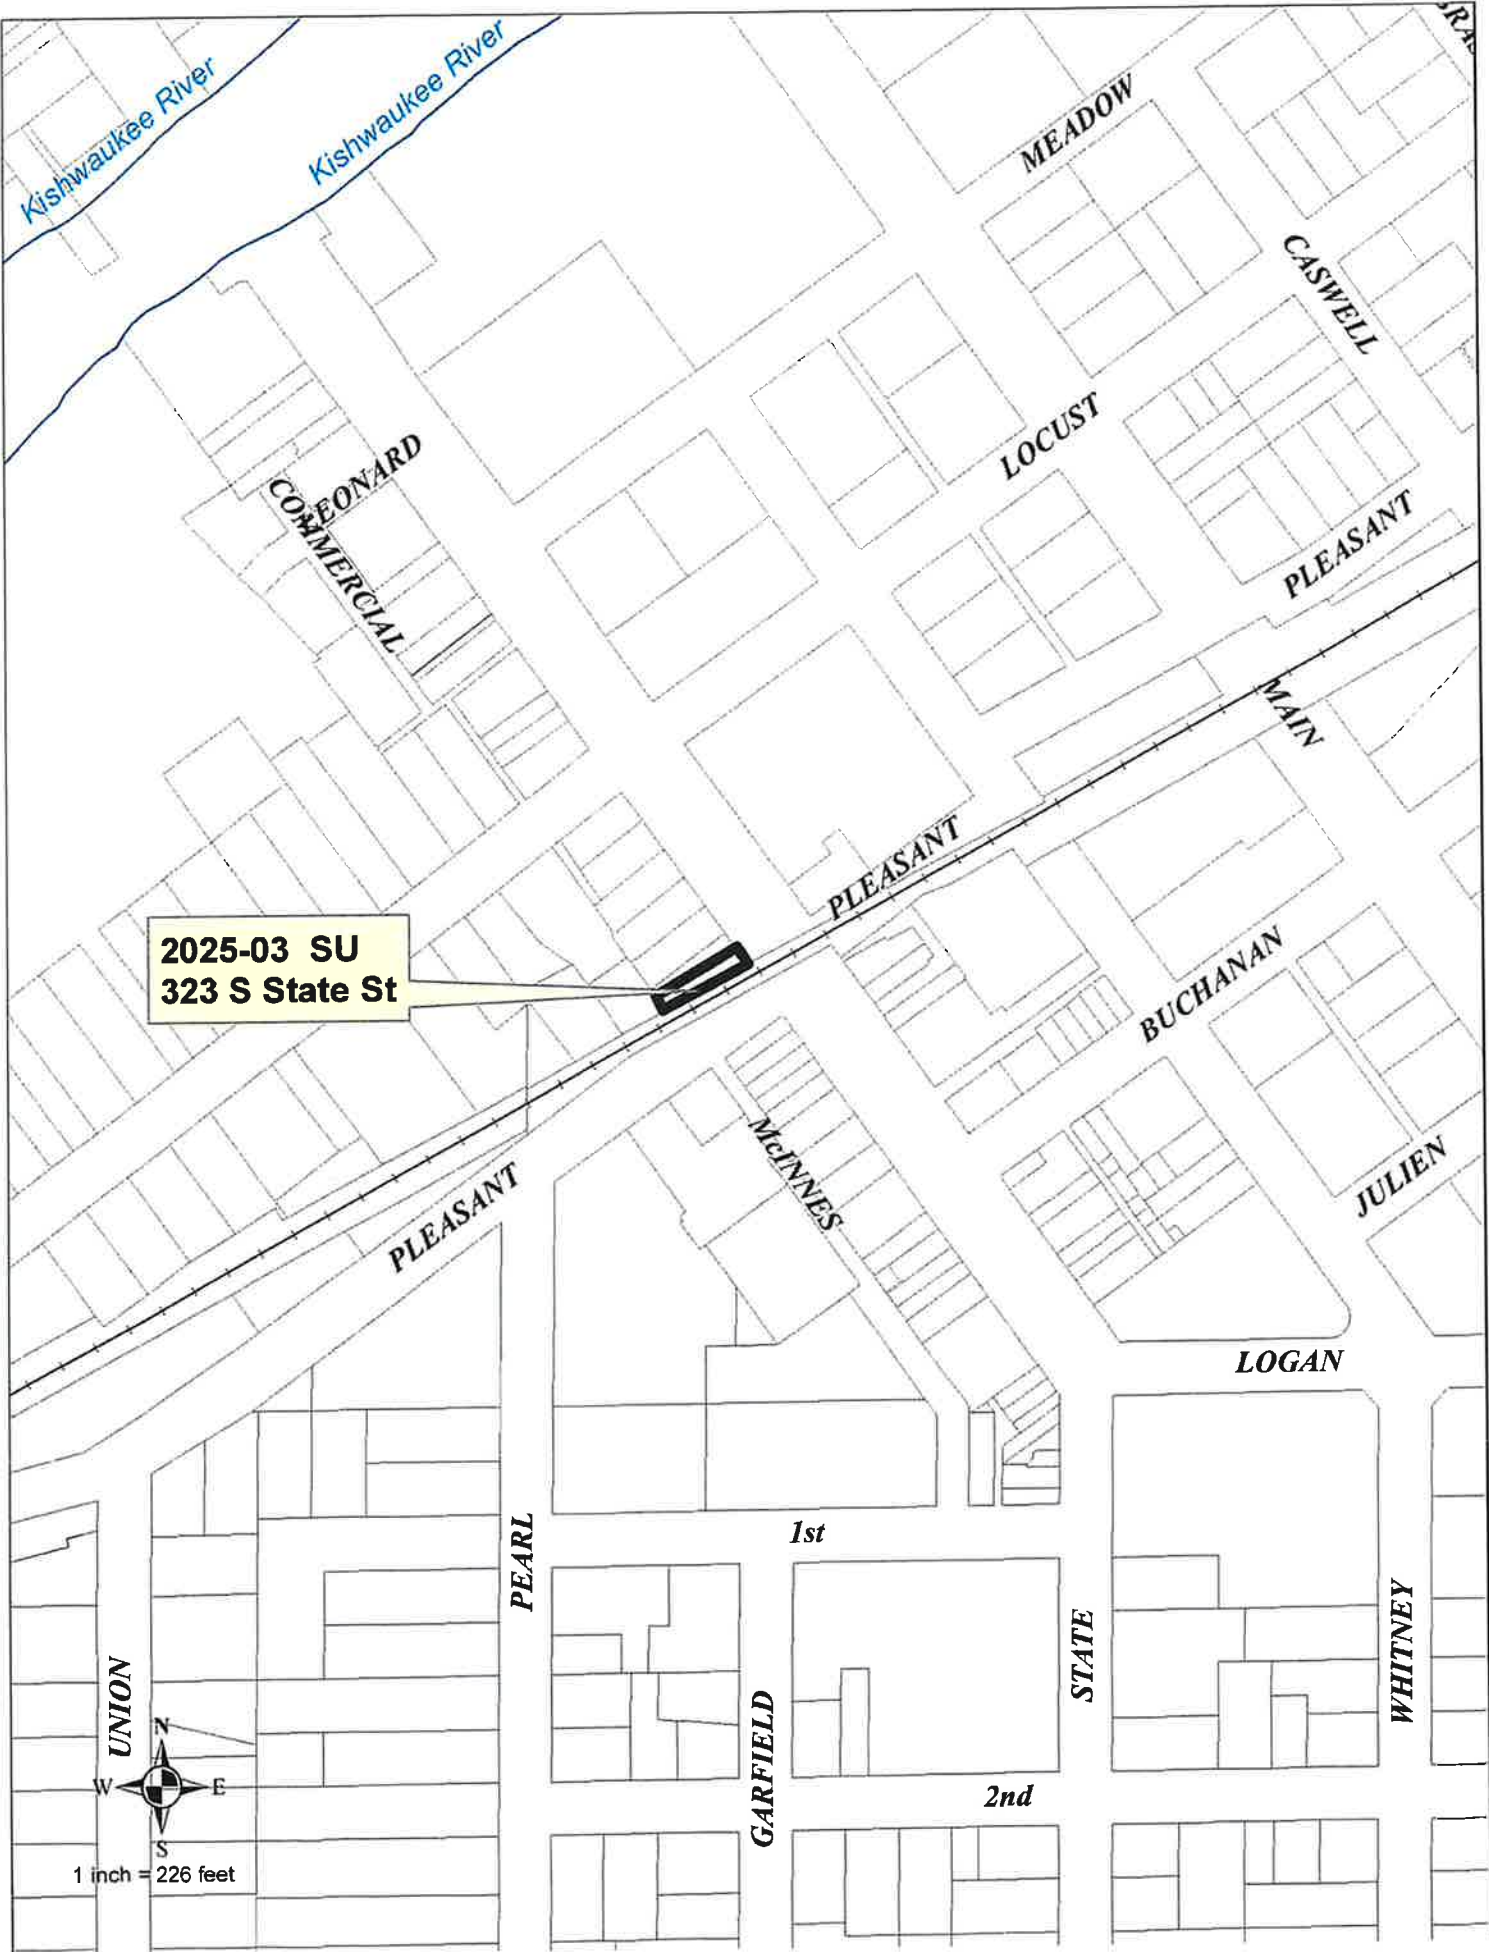 Kishwaukee River
Kishwaukee River
MEADOW
CASWELL
LOCUST
LEONARD
COMMERCIAL
PLEASANT
MAIN
PLEASANT
2025-03 SU
323 S State St
BUCHANAN
McINNES
JULIEN
PLEASANT
LOGAN
1st
PEARL
STATE
WHITNEY
UNION
GARFIELD
2nd
N
W
E
S
1 inch = 226 feet